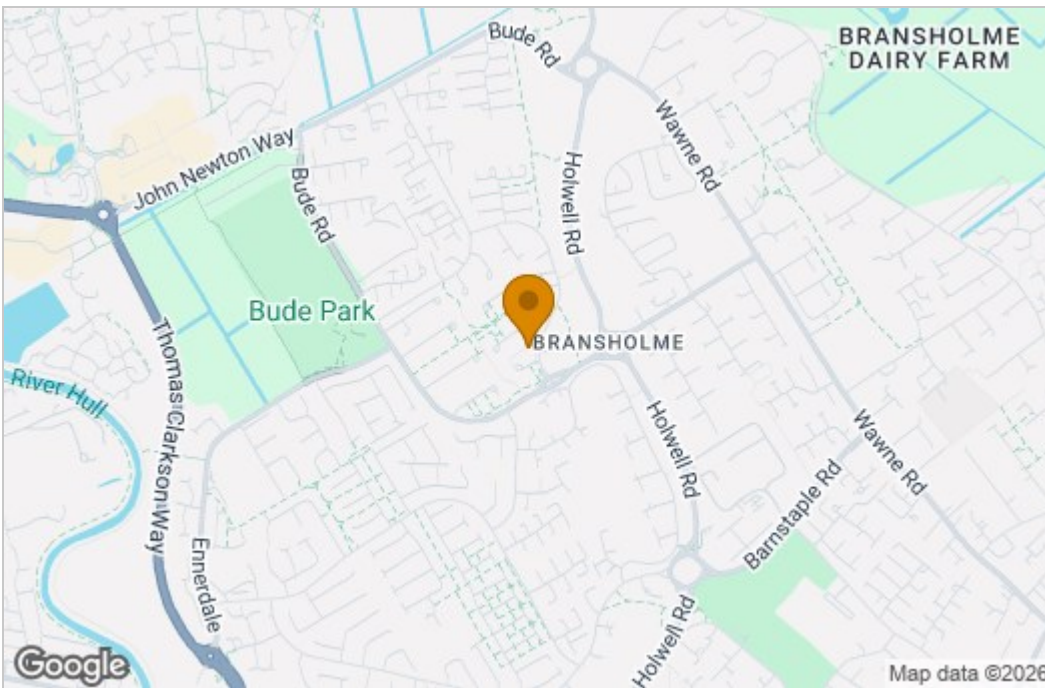 Bude Rd
BRANSHOLME
DAIRY FARM
John Newton Way
Wawne Rd
Holwell Rd
Bude Rd
Bude Park
BRANSHOLME
Thomas Clarkson Way
River Hull
Holwell Rd
Wawne Rd
Barnstaple Rd
Ennerdale
Holwell Rd
Google
Map data ©2026